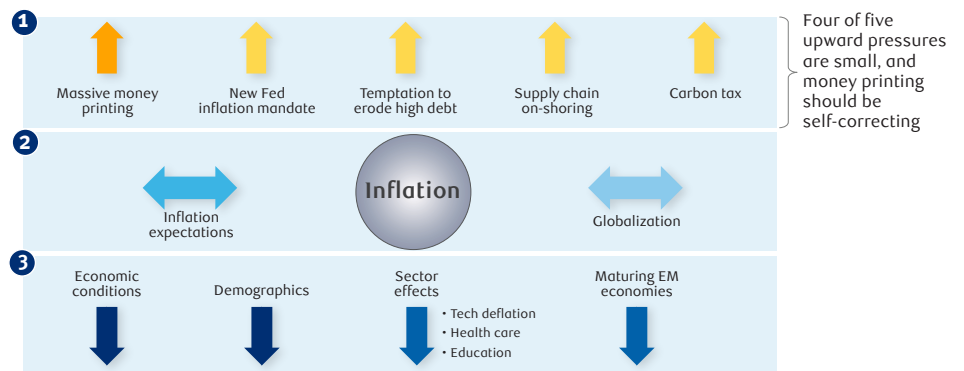 1
Massive money
printing
New Fed
inflation mandate
Temptation to
erode high debt
Supply chain
on-shoring
Carbon tax
Four of five
upward pressures
are small, and
money printing
should be
self-correcting
2
Inflation
expectations
Inflation
Globalization
3
Economic
conditions
Demographics
Sector
effects
• Tech deflation
• Health care
• Education
Maturing EM
economies